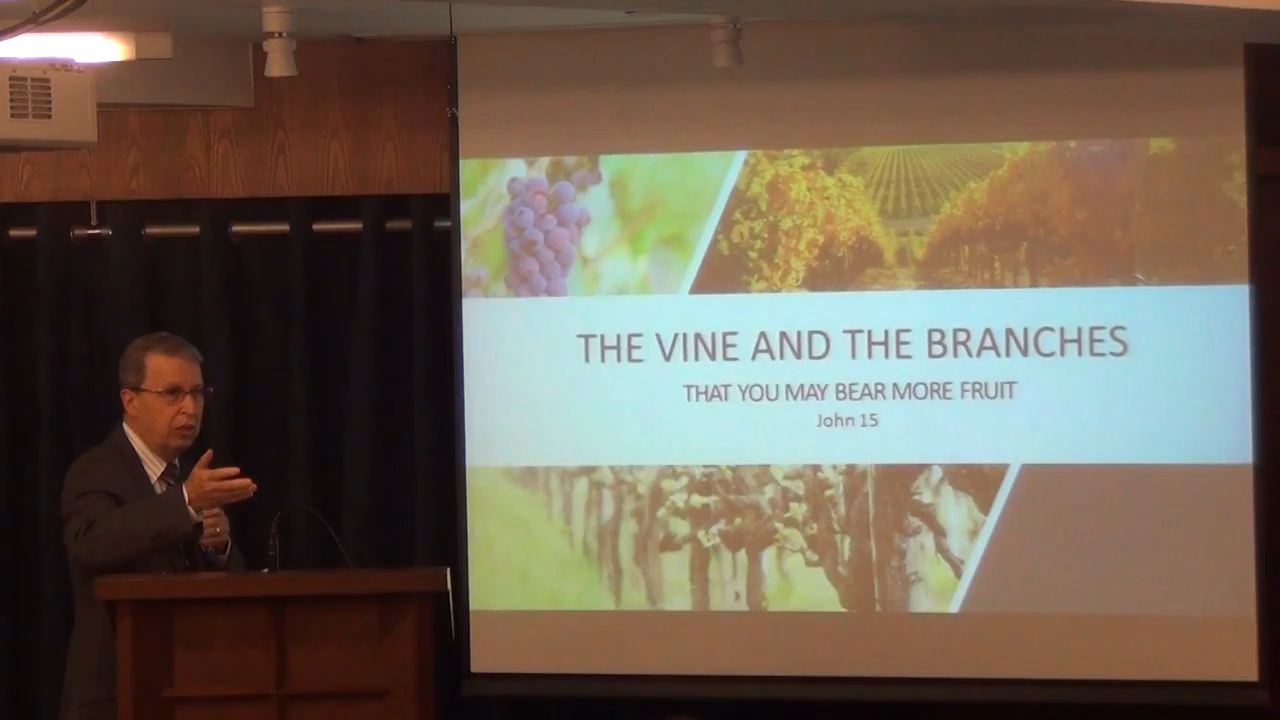 THE VINE AND THE BRANCHES
THAT YOU MAY BEAR MORE FRUIT
John 15